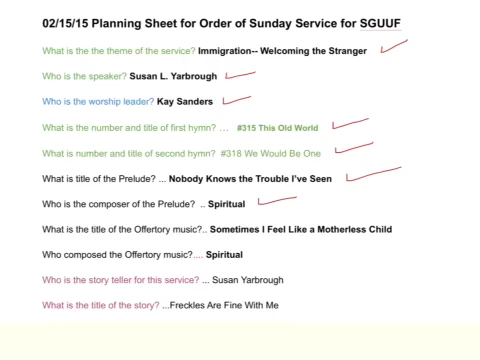 02/15/15 Planning Sheet for Order of Sunday Service for SGUUF
What is the the theme of the service? Immigration-- Welcoming the Stranger
Who is the speaker? Susan L. Yarbrough
Who is the worship leader? Kay Sanders
What is the number and title of first hymn? ... #315 This Old World
What is number and title of second hymn? #318 We Would Be One
What is title of the Prelude? ... Nobody Knows the Trouble I've Seen
Who is the composer of the Prelude? .. Spiritual
What is the title of the Offertory music?.. Sometimes I Feel Like a Motherless Child
Who composed the Offertory music?.... Spiritual
Who is the story teller for this service? ... Susan Yarbrough
What is the title of the story? ...Freckles Are Fine With Me